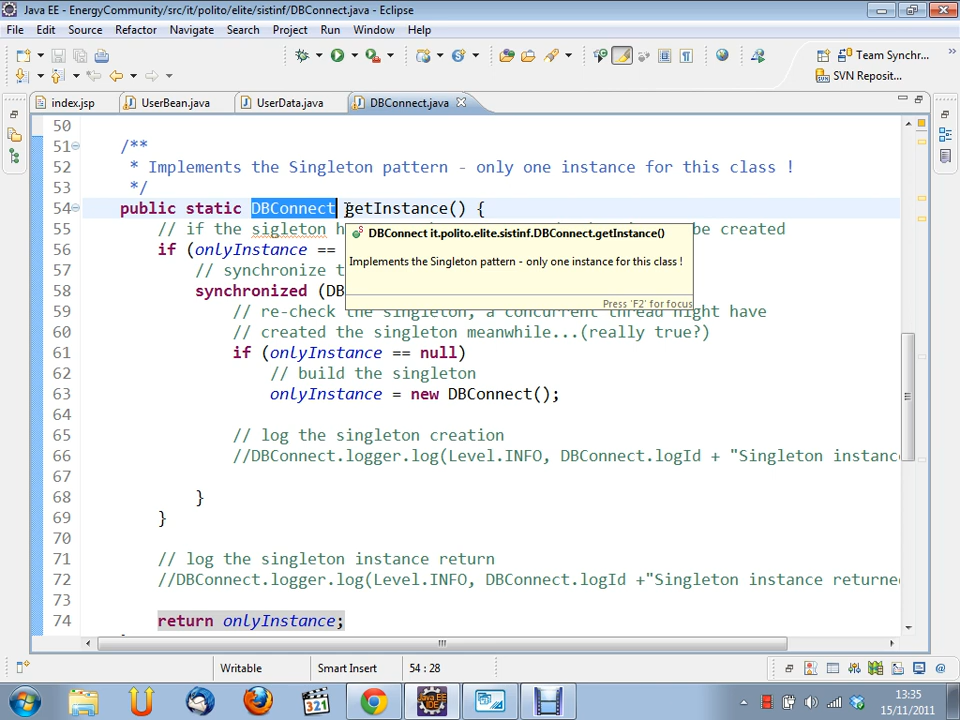 Java EE - EnergyCommunity/src/it/polito/elite/sistinf/DBConnect.java - Eclipse
File Edit Source Refactor Navigate Search Project Run Window Help
Team Synchr...
SVN Reposit...
index.jsp UserBean.java UserData.java DBConnect.java
50
51 /**
52 * Implements the Singleton pattern - only one instance for this class !
53 */
54 public static DBConnect getInstance() {
55 // if the sigleton h be created
56 if (onlyInstance ==
57 // synchronize t
58 synchronized (DB
59 // re-check the singleton, a concurrent thread might have
60 // created the singleton meanwhile...(really true?)
61 if (onlyInstance == null)
62 // build the singleton
63 onlyInstance = new DBConnect();
64
65 // log the singleton creation
66 //DBConnect.logger.log(Level.INFO, DBConnect.logId + "Singleton instance
67
68 }
69 }
70
71 // log the singleton instance return
72 //DBConnect.logger.log(Level.INFO, DBConnect.logId +"Singleton instance returne
73
74 return onlyInstance;
DBConnect it.polito.elite.sistinf.DBConnect.getInstance()
Implements the Singleton pattern - only one instance for this class !
Press 'F2' for focus
Writable Smart Insert 54 : 28
321
Java EE
IDE
13:35
15/11/2011